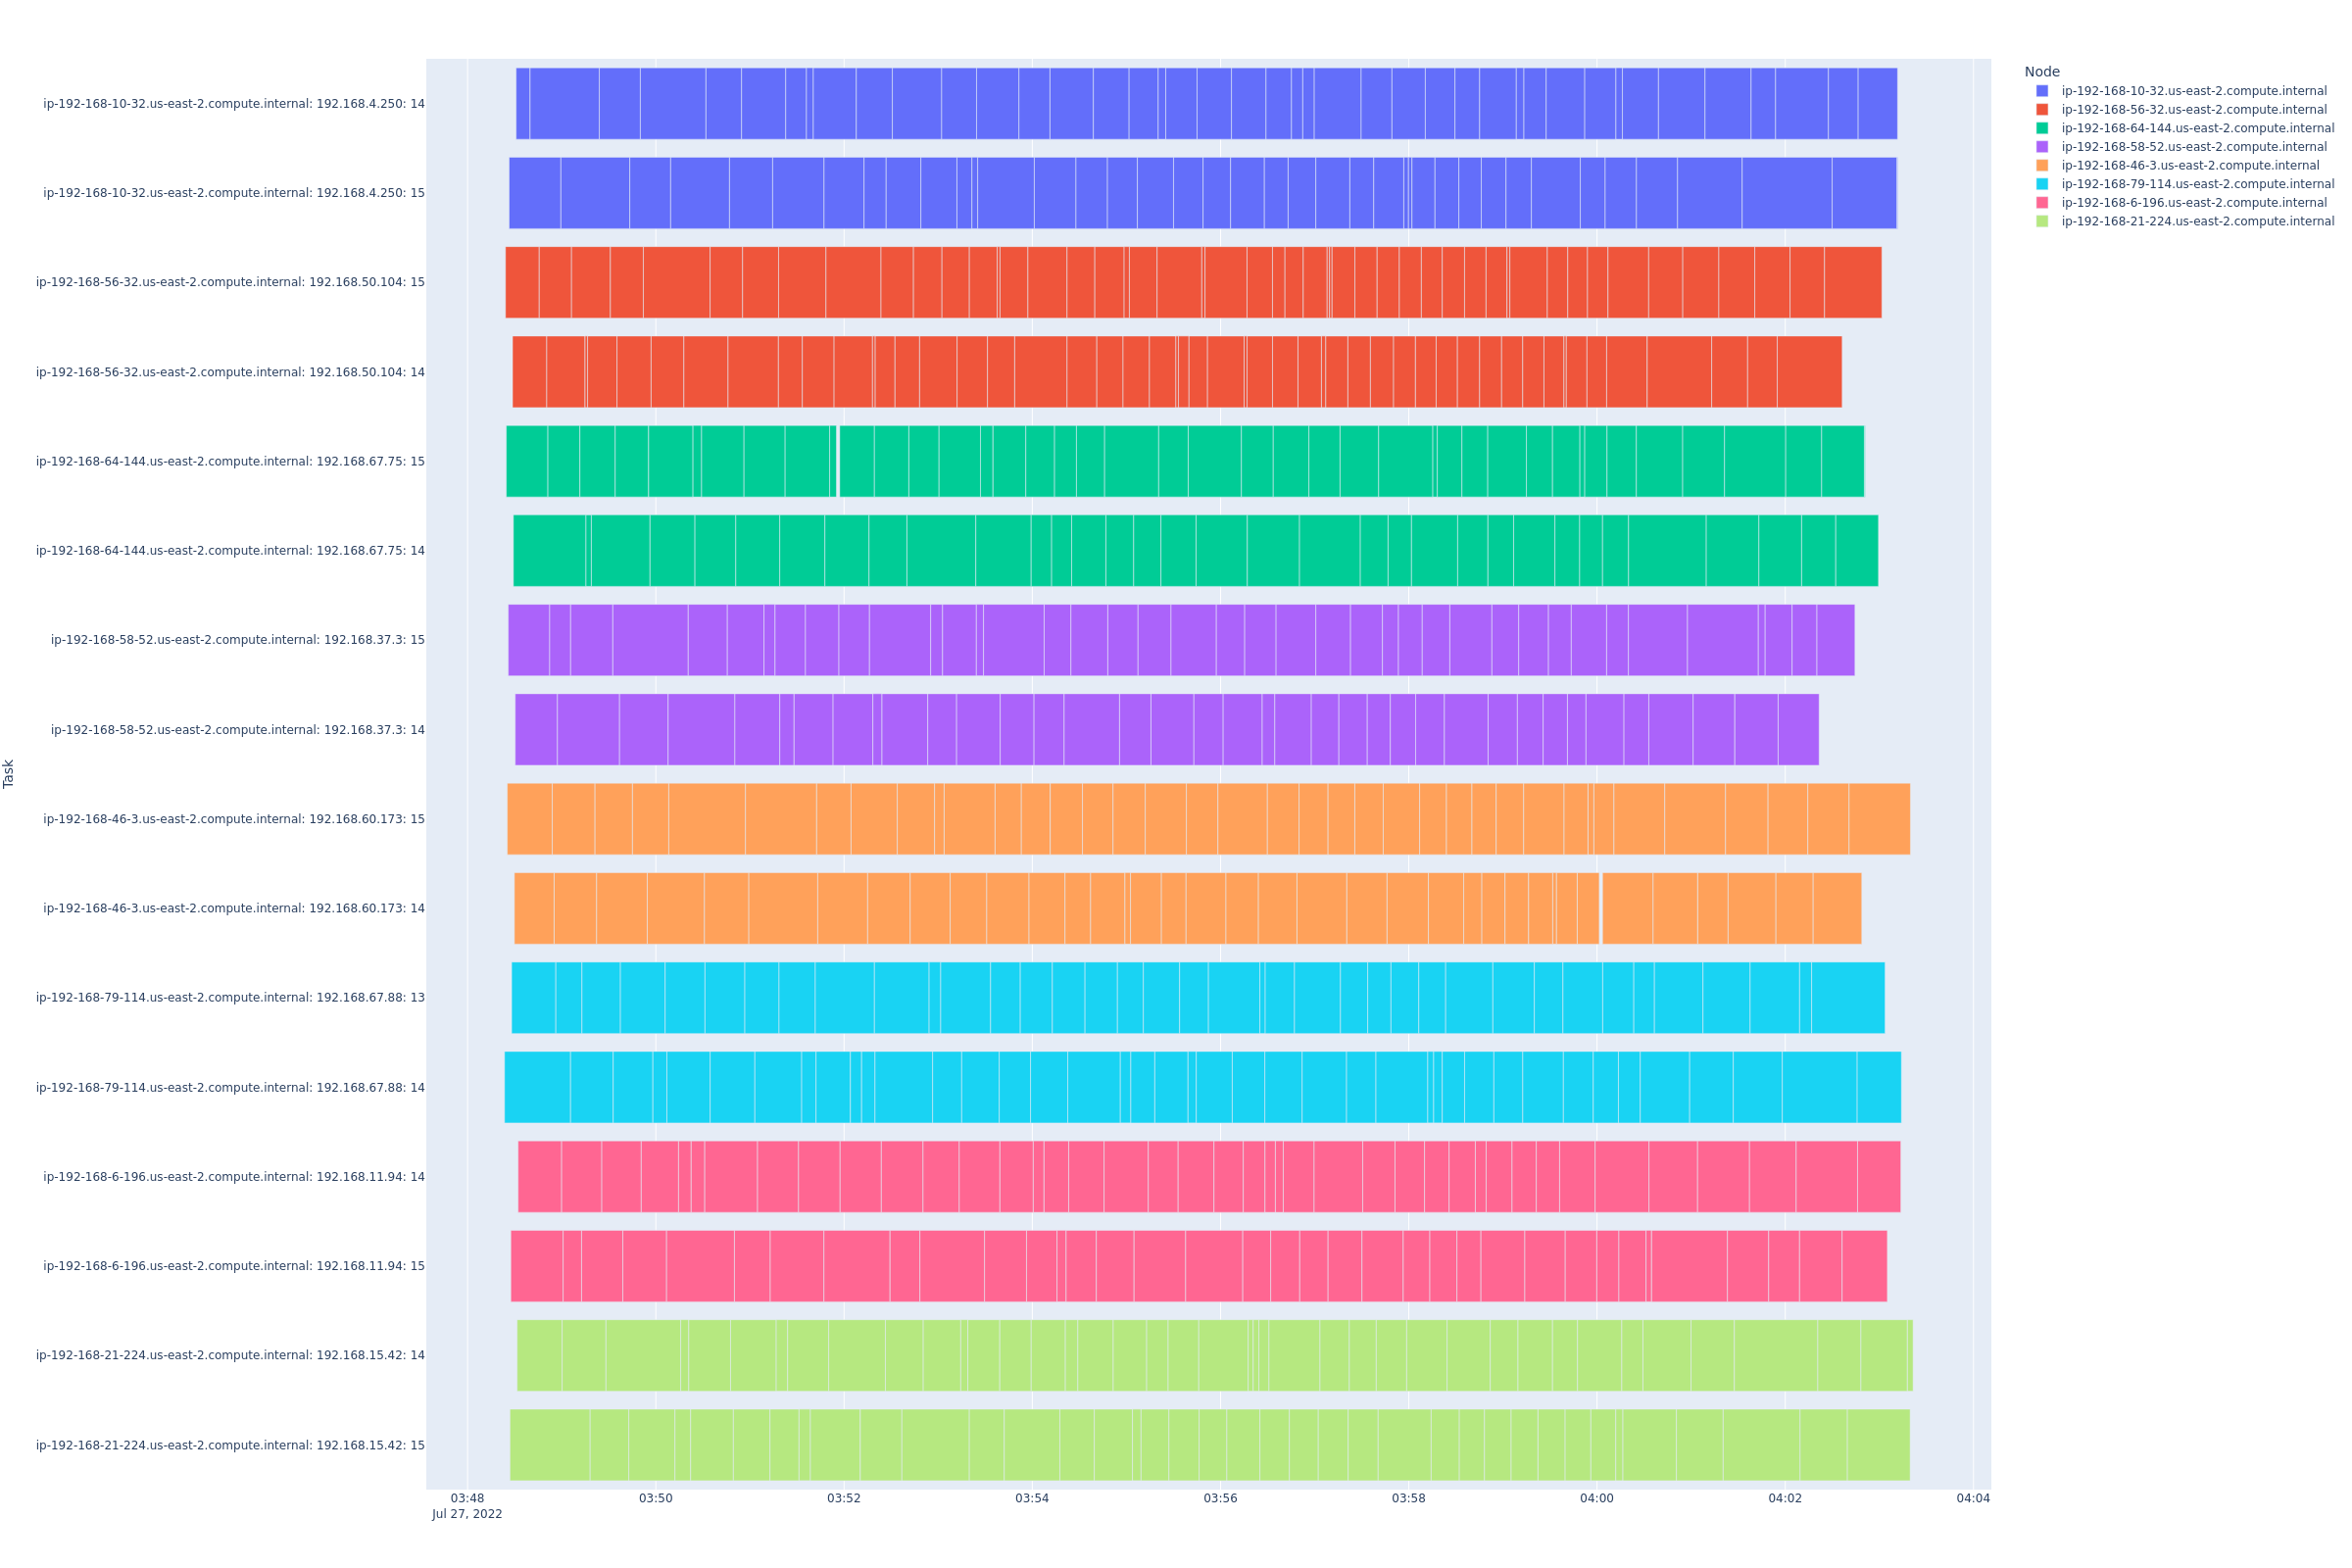 Node
ip-192-168-10-32.us-east-2.compute.internal
ip-192-168-56-32.us-east-2.compute.internal
ip-192-168-64-144.us-east-2.compute.internal
ip-192-168-58-52.us-east-2.compute.internal
ip-192-168-46-3.us-east-2.compute.internal
ip-192-168-79-114.us-east-2.compute.internal
ip-192-168-6-196.us-east-2.compute.internal
ip-192-168-21-224.us-east-2.compute.internal
ip-192-168-10-32.us-east-2.compute.internal: 192.168.4.250: 14
ip-192-168-10-32.us-east-2.compute.internal: 192.168.4.250: 15
ip-192-168-56-32.us-east-2.compute.internal: 192.168.50.104: 15
ip-192-168-56-32.us-east-2.compute.internal: 192.168.50.104: 14
ip-192-168-64-144.us-east-2.compute.internal: 192.168.67.75: 15
ip-192-168-64-144.us-east-2.compute.internal: 192.168.67.75: 14
ip-192-168-58-52.us-east-2.compute.internal: 192.168.37.3: 15
ip-192-168-58-52.us-east-2.compute.internal: 192.168.37.3: 14
Task
ip-192-168-46-3.us-east-2.compute.internal: 192.168.60.173: 15
ip-192-168-46-3.us-east-2.compute.internal: 192.168.60.173: 14
ip-192-168-79-114.us-east-2.compute.internal: 192.168.67.88: 13
ip-192-168-79-114.us-east-2.compute.internal: 192.168.67.88: 14
ip-192-168-6-196.us-east-2.compute.internal: 192.168.11.94: 14
ip-192-168-6-196.us-east-2.compute.internal: 192.168.11.94: 15
ip-192-168-21-224.us-east-2.compute.internal: 192.168.15.42: 14
ip-192-168-21-224.us-east-2.compute.internal: 192.168.15.42: 15
03:48 03:50 03:52 03:54 03:56 03:58 04:00 04:02 04:04
Jul 27, 2022